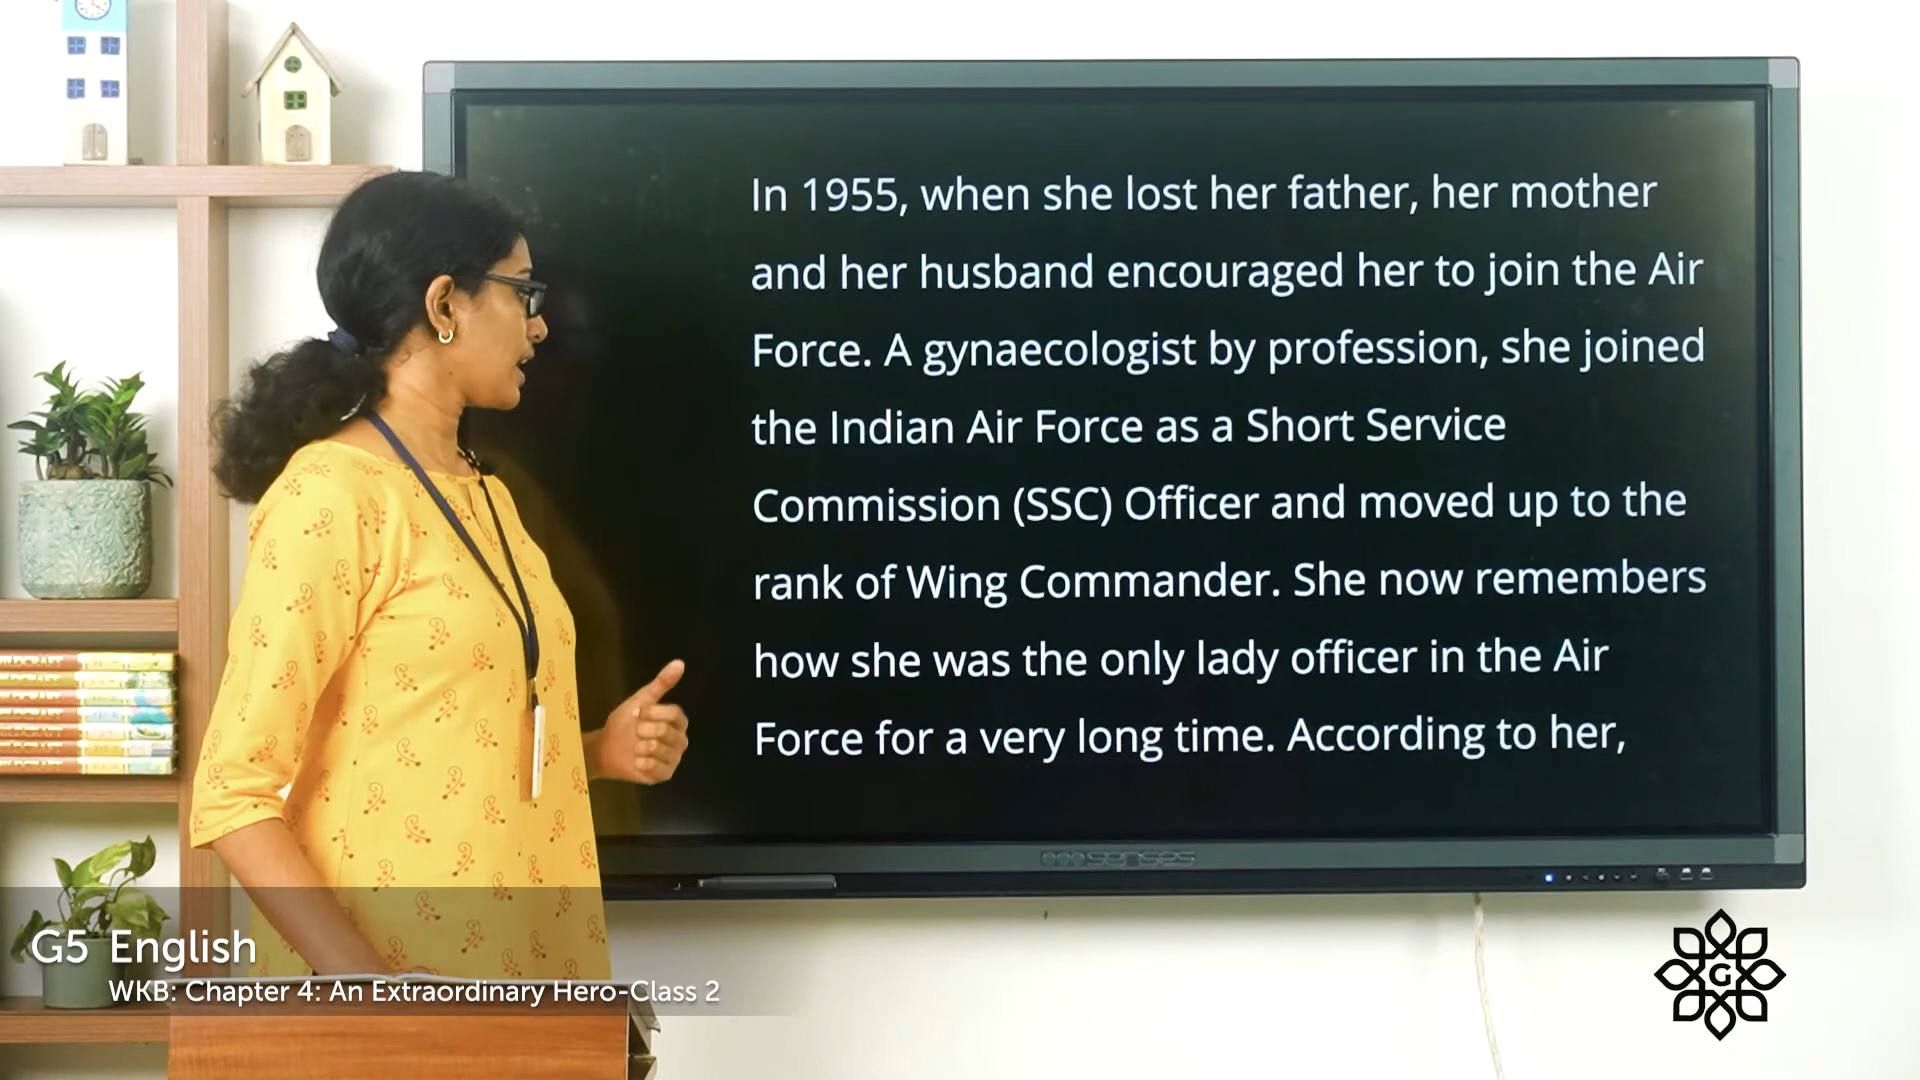 In 1955, when she lost her father, her mother
and her husband encouraged her to join the Air
Force. A gynaecologist by profession, she joined
the Indian Air Force as a Short Service
Commission (SSC) Officer and moved up to the
rank of Wing Commander. She now remembers
how she was the only lady officer in the Air
Force for a very long time. According to her,
senses
G5 English
WKB: Chapter 4: An Extraordinary Hero-Class 2
G